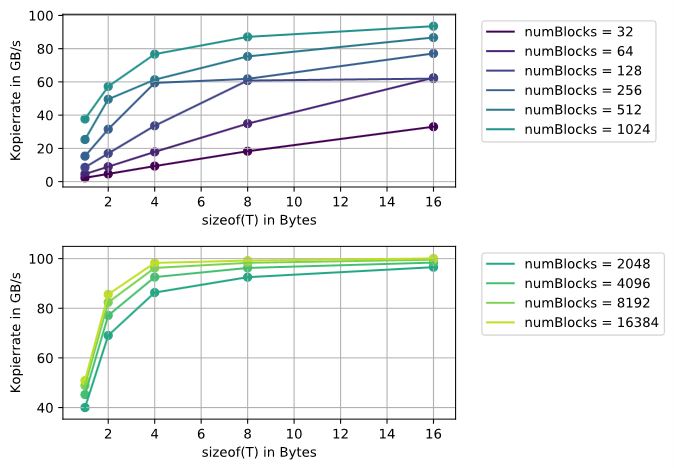 100
80
60
40
20
0
Kopierrate in GB/s
2 4 6 8 10 12 14 16
sizeof(T) in Bytes
numBlocks = 32
numBlocks = 64
numBlocks = 128
numBlocks = 256
numBlocks = 512
numBlocks = 1024
100
80
60
40
Kopierrate in GB/s
2 4 6 8 10 12 14 16
sizeof(T) in Bytes
numBlocks = 2048
numBlocks = 4096
numBlocks = 8192
numBlocks = 16384